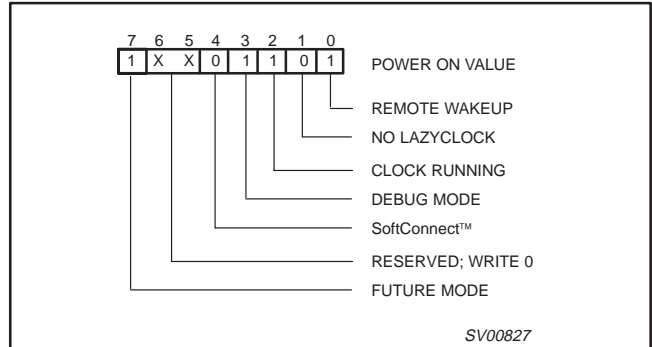 7 6 5 4 3 2 1 0
1 X X 0 1 1 0 1 POWER ON VALUE
REMOTE WAKEUP
NO LAZYCLOCK
CLOCK RUNNING
DEBUG MODE
SoftConnect™
RESERVED; WRITE 0
FUTURE MODE
SV00827